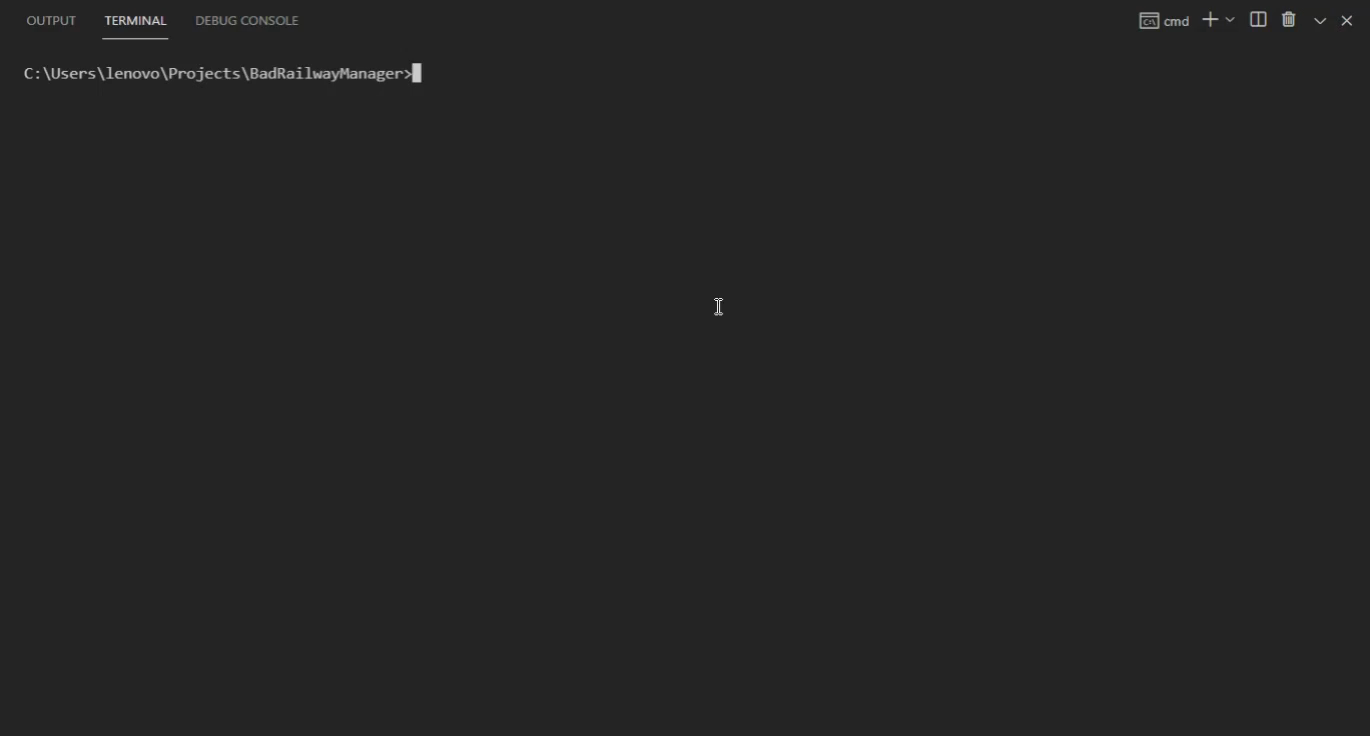 OUTPUT TERMINAL DEBUG CONSOLE cmd
C:\Users\lenovo\Projects\BadRailwayManager>